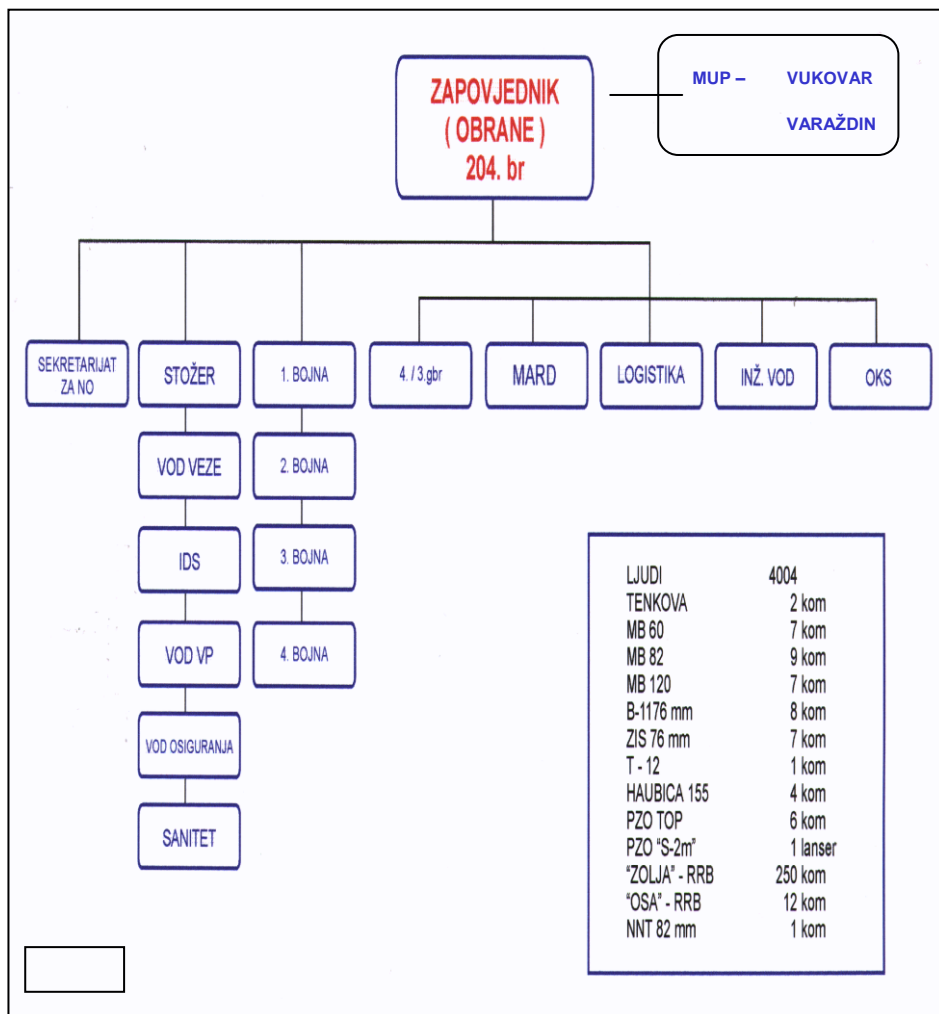 ZAPOVJEDNIK
( OBRANE )
204. br
MUP – VUKOVAR
VARAŽDIN
SEKRETARIJAT
ZA NO
STOŽER
1. BOJNA
4. / 3.gbr
MARD
LOGISTIKA
INŽ. VOD
OKS
VOD VEZE
2. BOJNA
IDS
3. BOJNA
VOD VP
4. BOJNA
VOD OSIGURANJA
SANITET
LJUDI 4004
TENKOVA 2 kom
MB 60 7 kom
MB 82 9 kom
MB 120 7 kom
B-1176 mm 8 kom
ZIS 76 mm 7 kom
T - 12 1 kom
HAUBICA 155 4 kom
PZO TOP 6 kom
PZO “S-2m” 1 lanser
“ZOLJA” - RRB 250 kom
“OSA” - RRB 12 kom
NNT 82 mm 1 kom